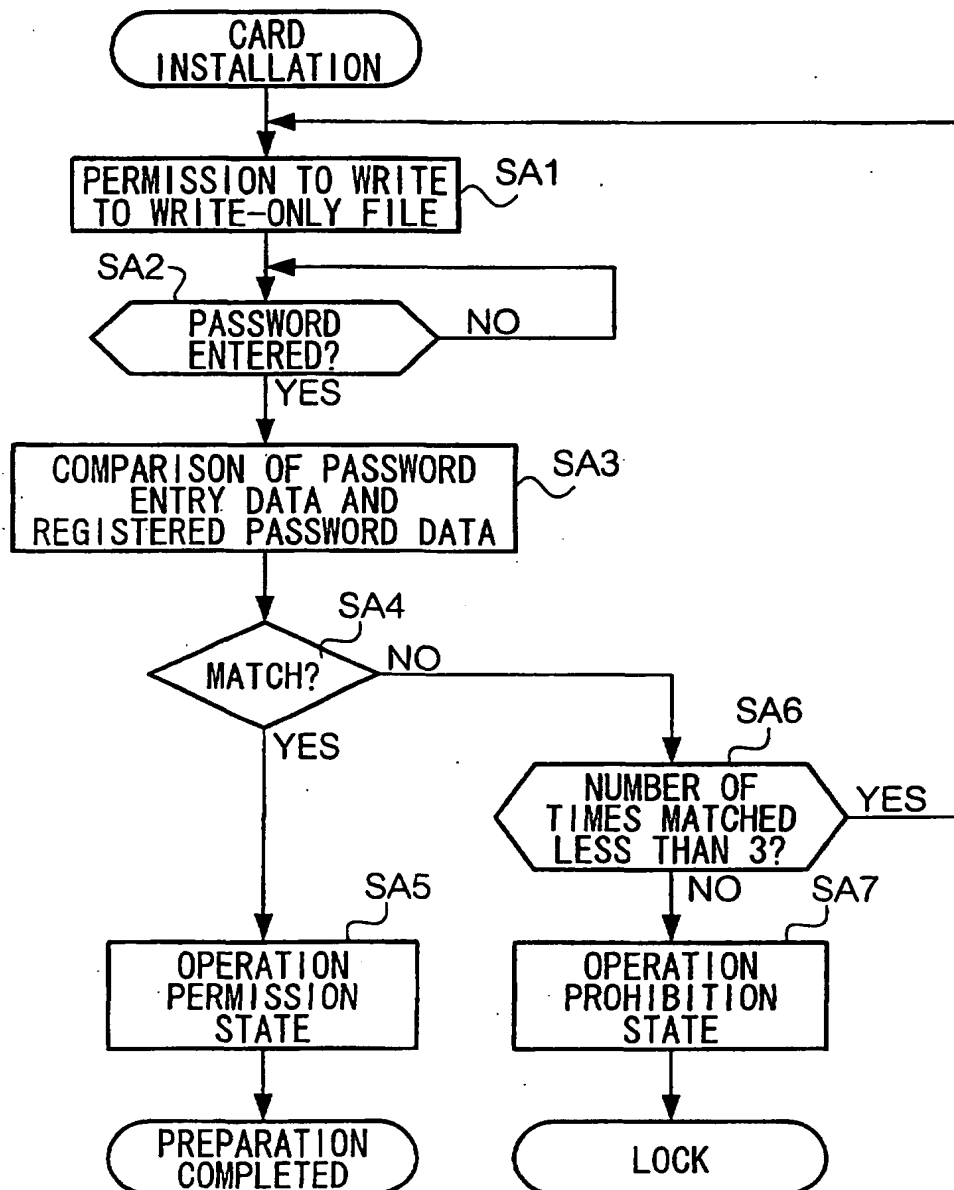 CARD
INSTALLATION
PERMISSION TO WRITE
TO WRITE-ONLY FILE
SA1
SA2
PASSWORD
ENTERED?
NO
YES
COMPARISON OF PASSWORD
ENTRY DATA AND
REGISTERED PASSWORD DATA
SA3
SA4
MATCH?
NO
YES
SA6
NUMBER OF
TIMES MATCHED
LESS THAN 3?
YES
NO
SA5
OPERATION
PERMISSION
STATE
SA7
OPERATION
PROHIBITION
STATE
PREPARATION
COMPLETED
LOCK